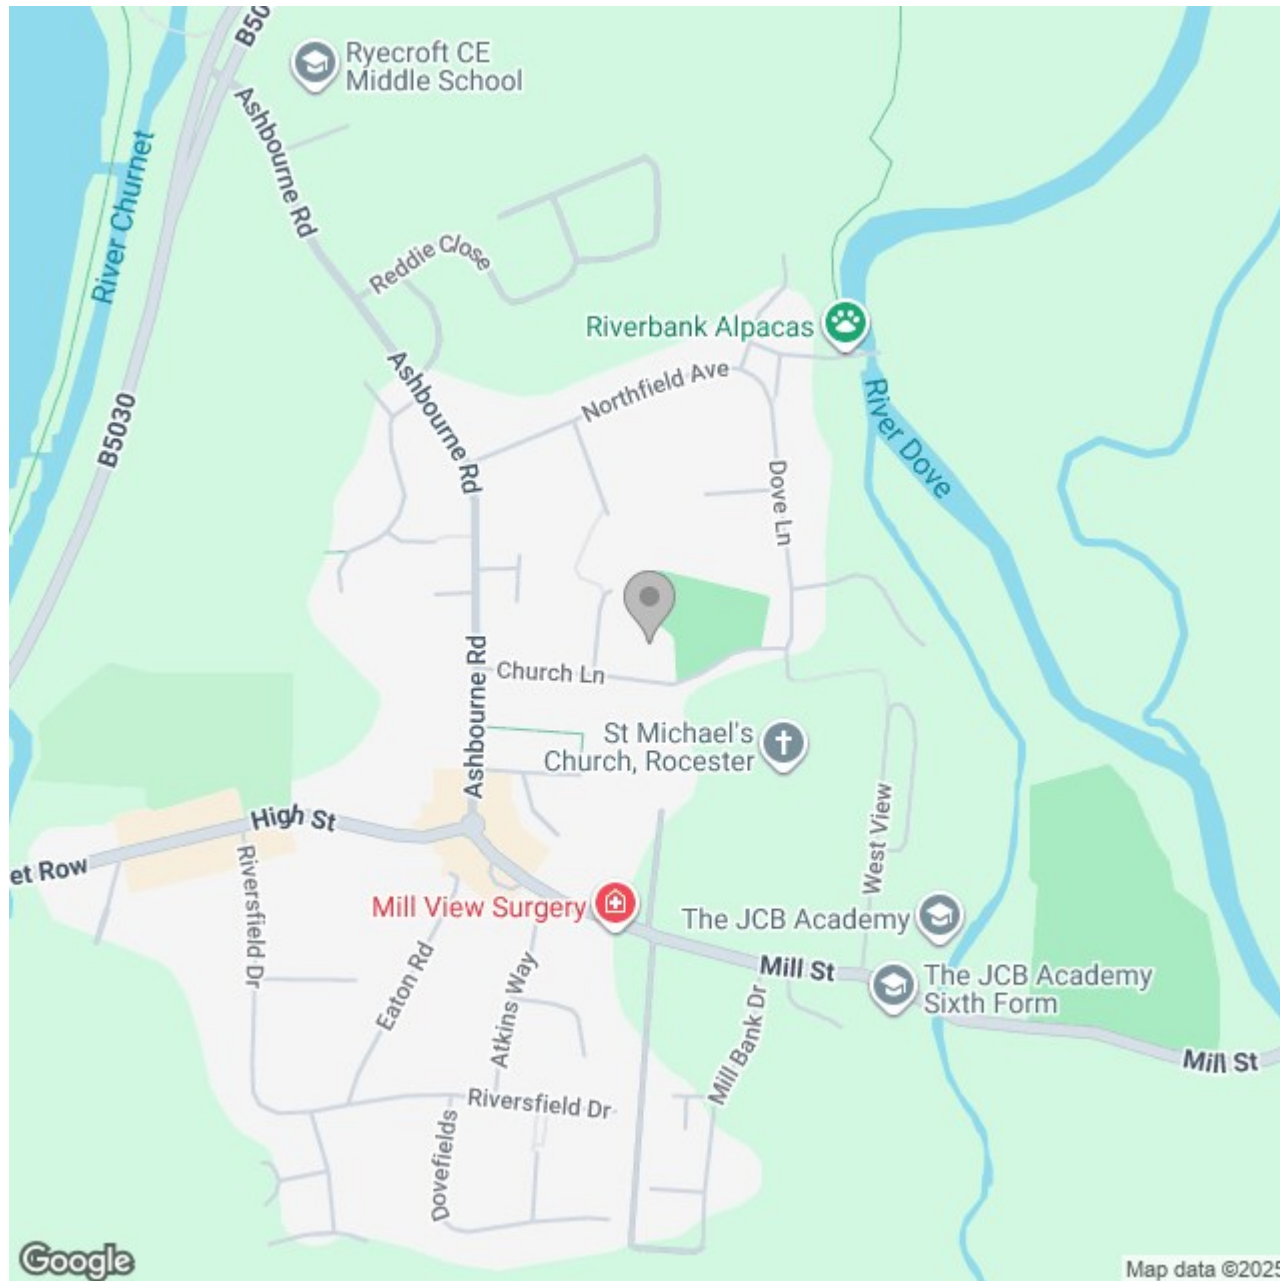 B50
Ryecroft CE
Middle School
Ashbourne Rd
River Churnet
Reddie Close
Riverbank Alpacas
Ashbourne Rd
Northfield Ave
River Dove
B5030
Dove Ln
Ashbourne Rd
Church Ln
St Michael's
Church, Rocester
High St
West View
et Row
Riversfield Dr
Mill View Surgery
The JCB Academy
Eaton Rd
Atkins Way
Mill St
The JCB Academy
Sixth Form
Mill Bank Dr
Mill St
Riversfield Dr
Dovefields
Google
Map data ©2025